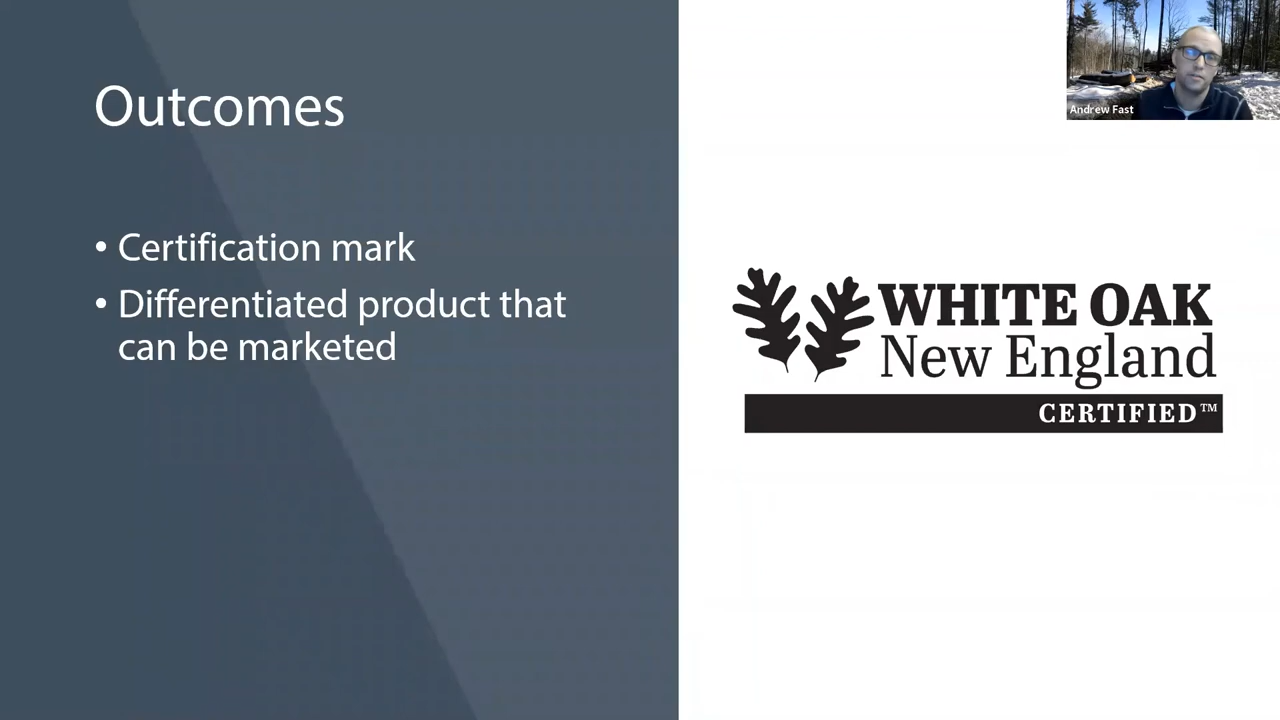 Outcomes
• Certification mark
• Differentiated product that
can be marketed
Andrew Fast
WHITE OAK
New England
CERTIFIED™